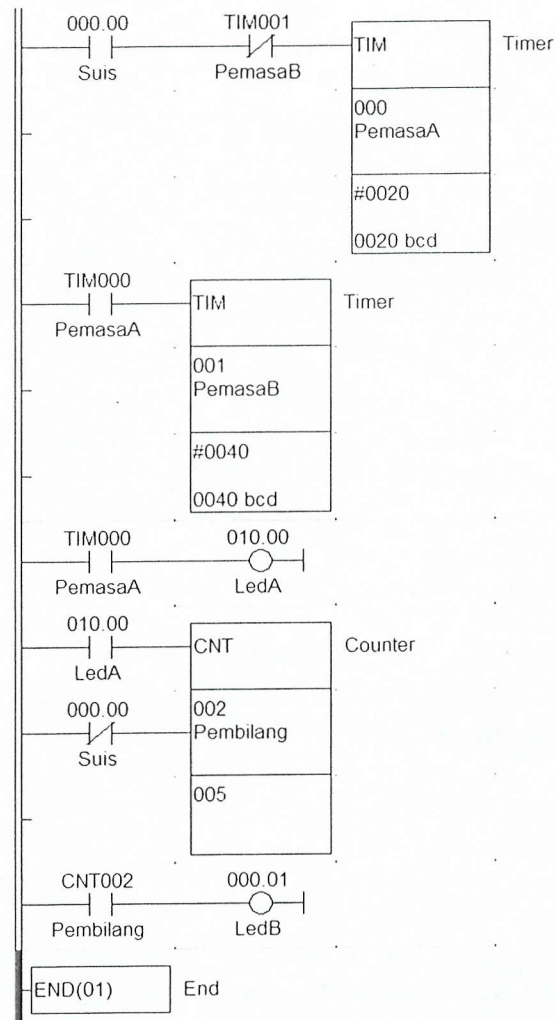 000.00 TIM001
TIM Timer
Suis PemasaB
000
PemasaA
#0020
0020 bcd
TIM000
TIM Timer
PemasaA
001
PemasaB
#0040
0040 bcd
TIM000 010.00
PemasaA LedA
010.00
CNT Counter
LedA
000.00 002
Pembilang
Suis
005
CNT002 000.01
Pembilang LedB
END(01) End